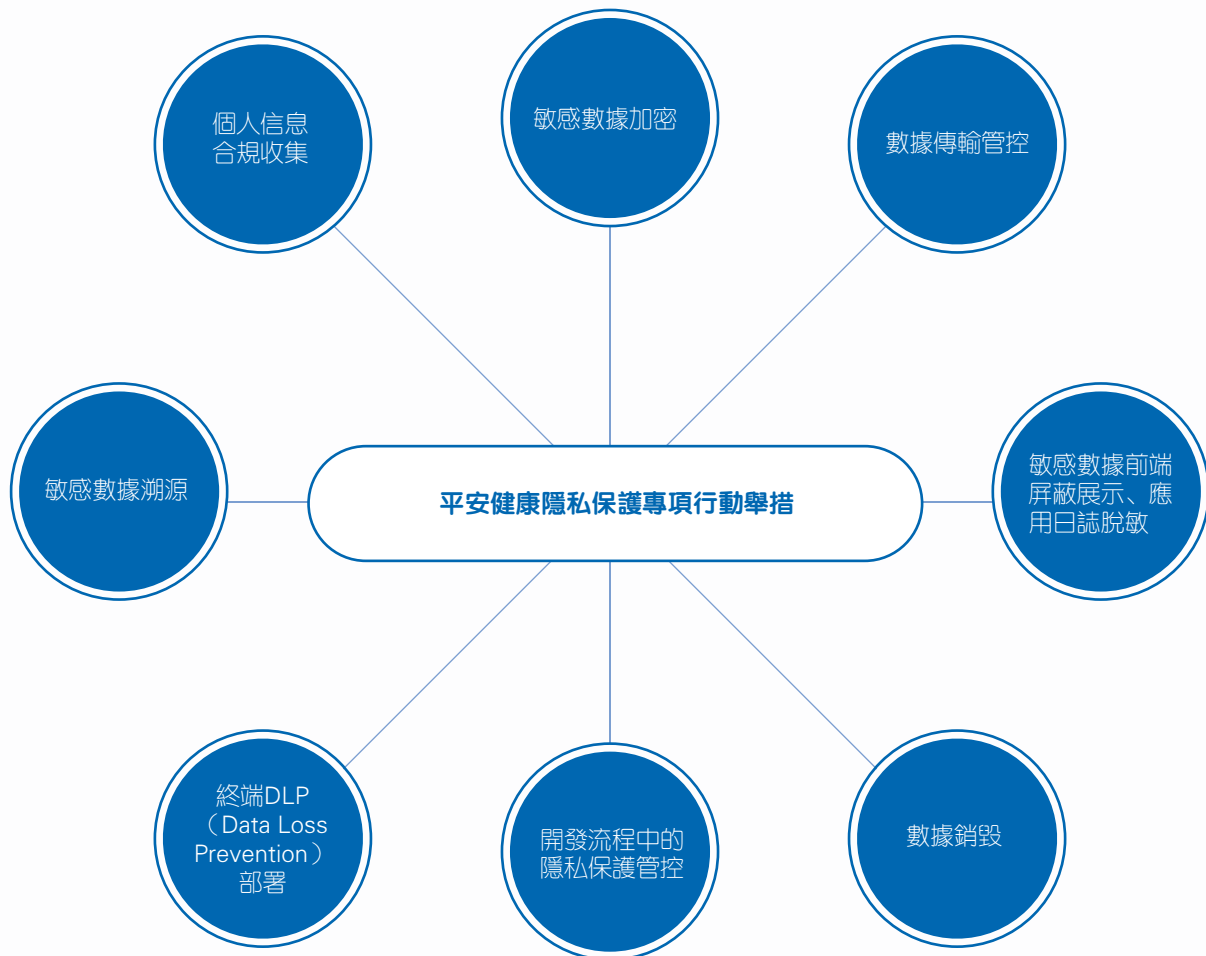 個人信息
合規收集
敏感數據加密
數據傳輸管控
敏感數據溯源
平安健康隱私保護專項行動舉措
敏感數據前端
屏蔽展示、應
用日誌脫敏
終端DLP
（Data Loss
Prevention）
部署
開發流程中的
隱私保護管控
數據銷毀